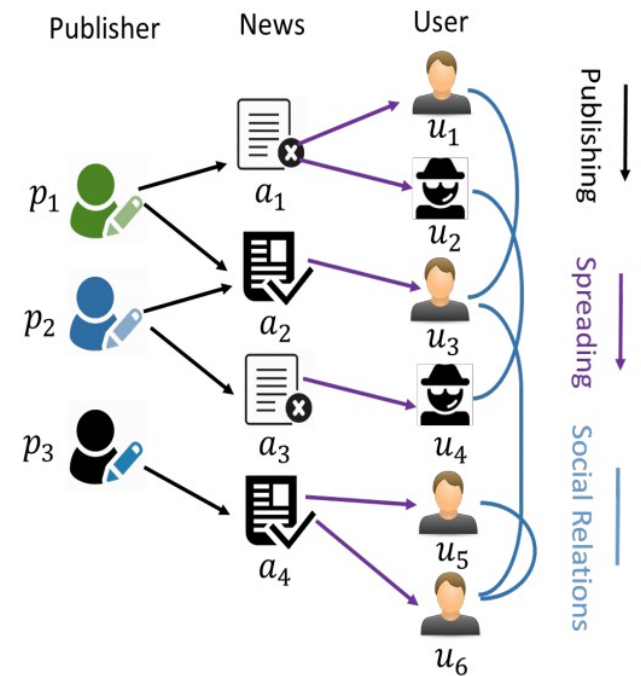 Publisher
News
User
p₁
p₂
p₃
a₁
a₂
a₃
a₄
u₁
u₂
u₃
u₄
u₅
u₆
Publishing
Spreading
Social Relations